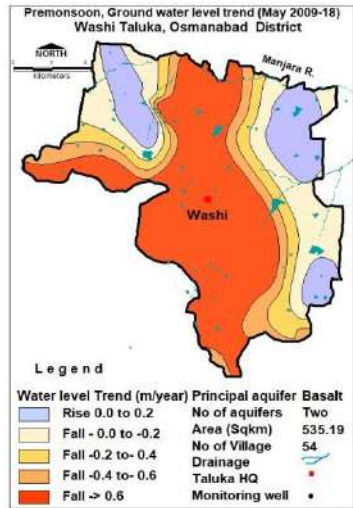 Premonsoon, Ground water level trend (May 2009-18)
Washi Taluka, Osmanabad District
NORTH
kilometers
Manjara R.
Washi
Legend
Water level Trend (m/year)
Rise 0.0 to 0.2
Fall - 0.0 to -0.2
Fall -0.2 to- 0.4
Fall -0.4 to- 0.6
Fall -> 0.6
Principal aquifer Basalt
No of aquifers Two
Area (Sqkm) 535.19
No of Village 54
Drainage
Taluka HQ
Monitoring well